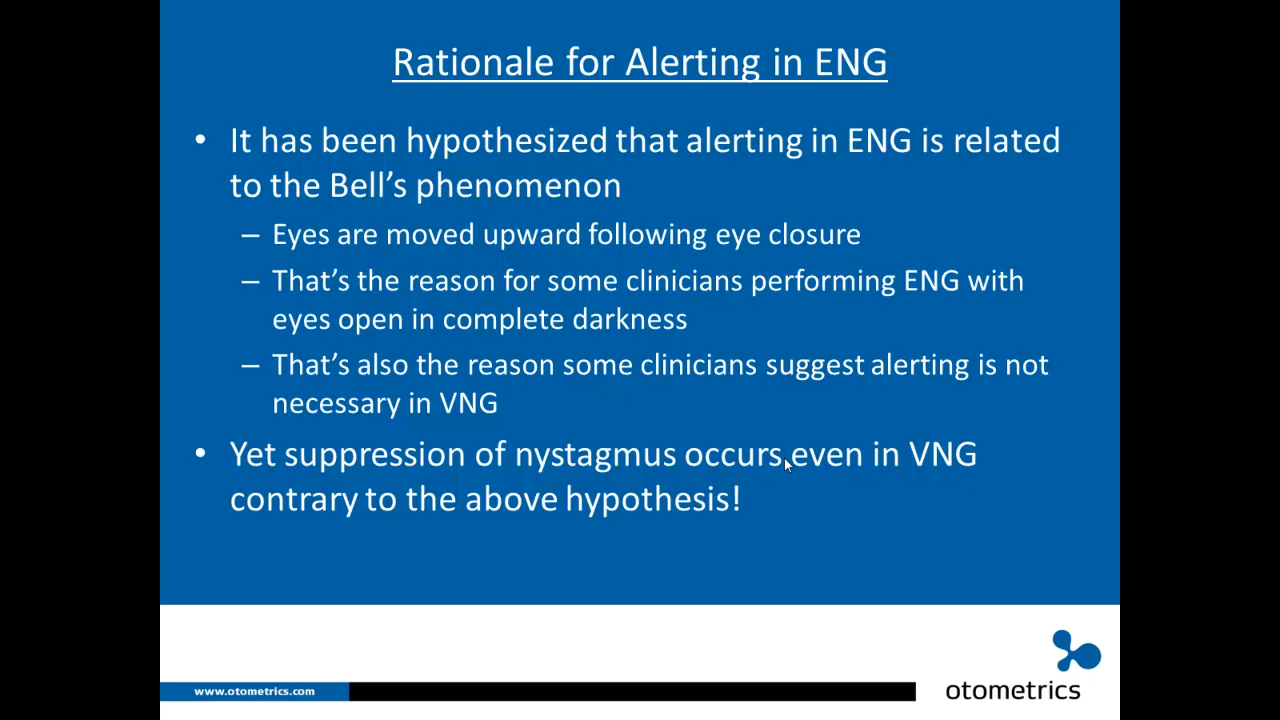 Rationale for Alerting in ENG
• It has been hypothesized that alerting in ENG is related
to the Bell’s phenomenon
– Eyes are moved upward following eye closure
– That’s the reason for some clinicians performing ENG with
eyes open in complete darkness
– That’s also the reason some clinicians suggest alerting is not
necessary in VNG
• Yet suppression of nystagmus occurs even in VNG
contrary to the above hypothesis!
www.otometrics.com
otometrics